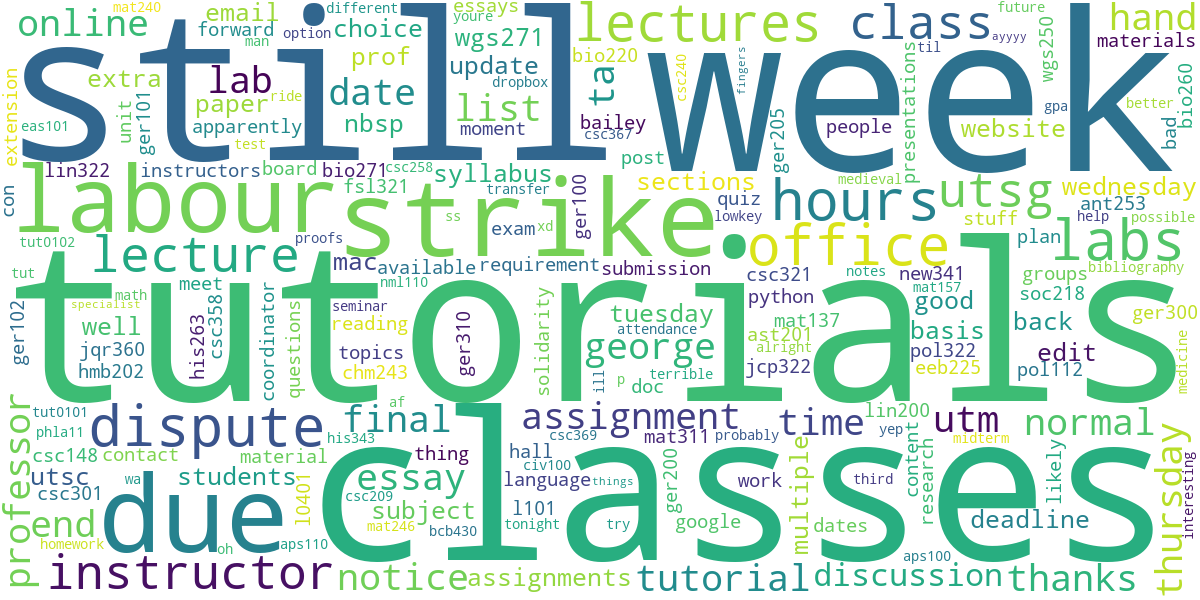 mat240
email
essays
different
future
online
forward
option
choice
youre
lectures
class
hand
man
ayyyy
materials
still
week
prof
wgs271
bio220
til
wgs250
extra
lab
update
ta
csc240
fingers
presentations
gpa
bio260
extension
unit
ger101
paper
ride
date
list
dropbox
better
eas101
apparently
nbsp
moment
bailey
people
website
bad
test
csc367
ger205
lin322
instructors
board
bio271
csc258
post
syllabus
medieval
con
labour
strike
fsl321
transfer
ger100
sections
quiz
hours
utsg
wednesday
ant253
lowkey
stuff
help
possible
tut0102
lecture
proofs
ss
exam
xd
office
plan
labs
tut
mac
available
requirement
submission
csc321
notes
new341
groups
bibliography
math
meet
nml110
python
mat157
soc218
specialist
seminar
solidarity
tutorials
ger102
well
his263
csc358
coordinator
questions
reading
attendance
tuesday
mat137
good
back
ger300
jqr360
topics
ger310
george
ast201
basis
alright
pol322
edit
medicine
hmb202
chm243
ill
p
doc
terrible
jcp322
eeb225
pol112
professor
tut0101
af
dispute
final
assignment
time
lin200
utm
normal
thursday
phla11
his343
csc369
mat311
probably
yep
midterm
csc148
contact
material
thing
hall
civ100
content
research
likely
interesting
utsc
students
essay
language
things
work
third
multiple
csc301
wa
l0401
csc209
subject
l101
ger200
due
classes
end
mat246
bcb430
tonight
try
google
dates
deadline
homework
oh
aps110
aps100
instructor
notice
assignments
tutorial
discussion
thanks